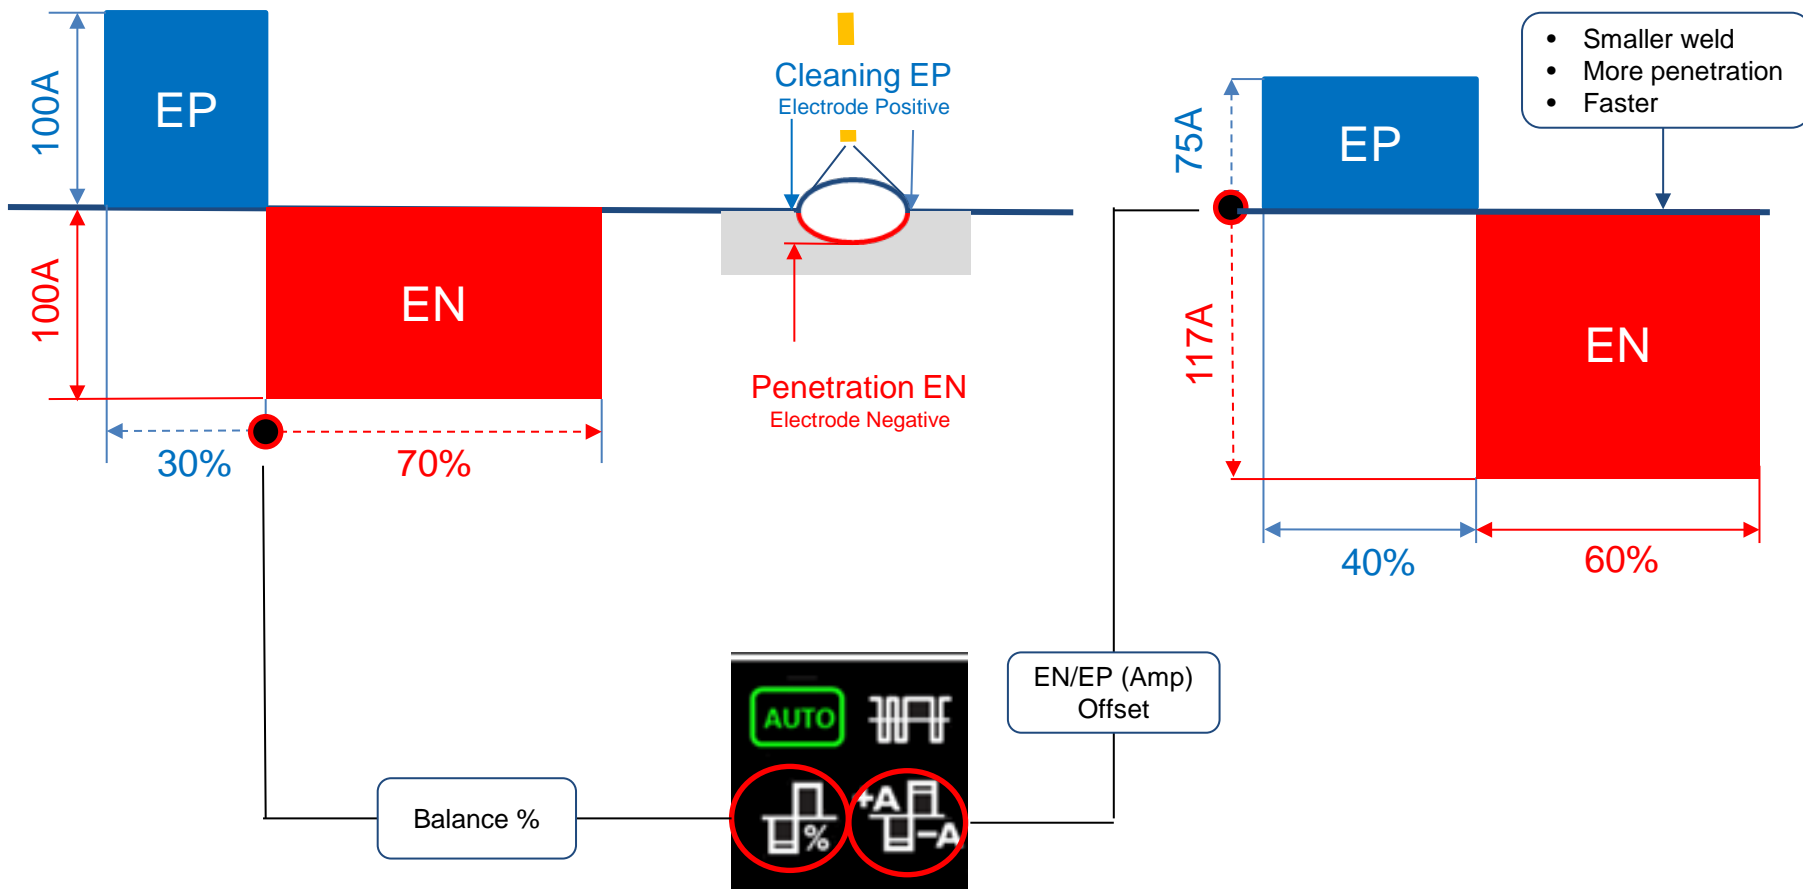 100A
EP
100A
EN
30%
70%
Cleaning EP
Electrode Positive
Penetration EN
Electrode Negative
75A
EP
117A
EN
40%
60%
• Smaller weld
• More penetration
• Faster
EN/EP (Amp)
Offset
Balance %
AUTO
%
+A
-A